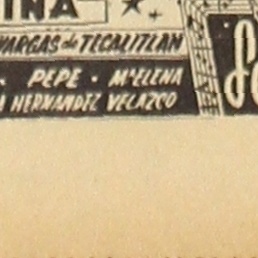 INA
VARGAS de TECALITLAN
PEPE · MªELENA
HERNANDEZ VELAZCO